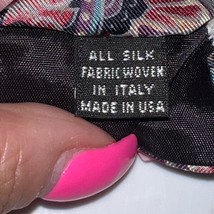 ALL SILK
FABRIC WOVEN
IN ITALY
MADE IN USA